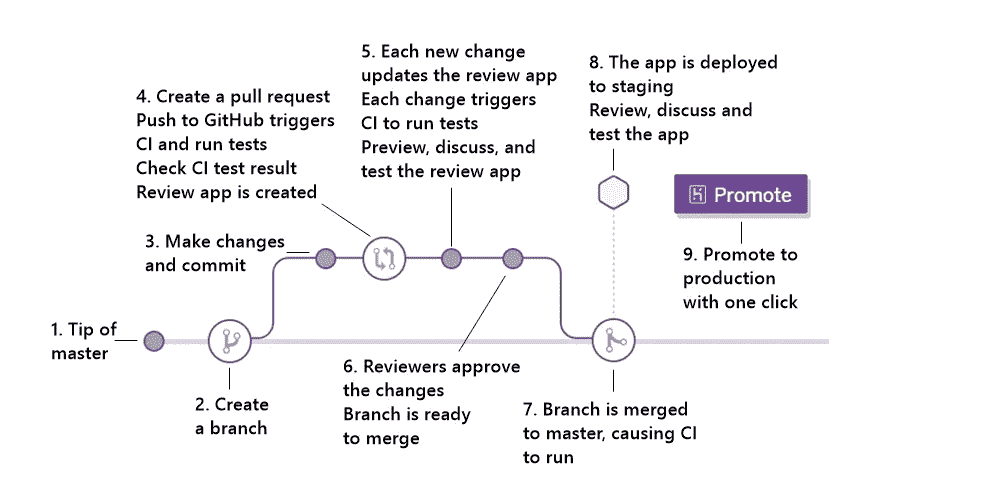 1. Tip of
master
2. Create
a branch
3. Make changes
and commit
4. Create a pull request
Push to GitHub triggers
CI and run tests
Check CI test result
Review app is created
5. Each new change
updates the review app
Each change triggers
CI to run tests
Preview, discuss, and
test the review app
6. Reviewers approve
the changes
Branch is ready
to merge
7. Branch is merged
to master, causing CI
to run
8. The app is deployed
to staging
Review, discuss and
test the app
Promote
9. Promote to
production
with one click